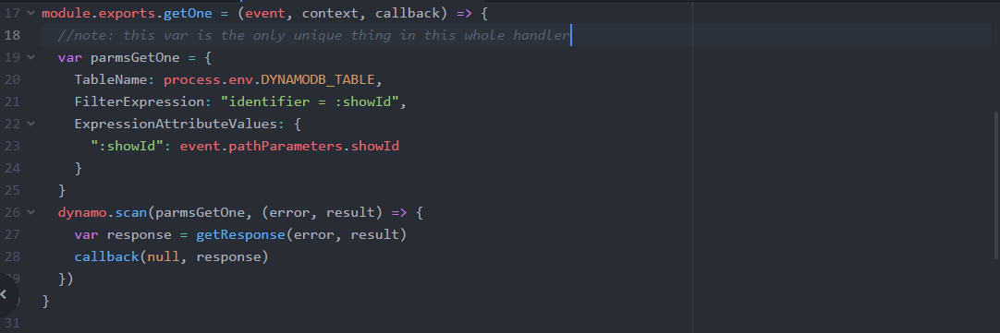 17 module.exports.getOne = (event, context, callback) => {
18 //note: this var is the only unique thing in this whole handler
19 var parmsGetOne = {
20 TableName: process.env.DYNAMODB_TABLE,
21 FilterExpression: "identifier = :showId",
22 ExpressionAttributeValues: {
23 ":showId": event.pathParameters.showId
24 }
25 }
26 dynamo.scan(parmsGetOne, (error, result) => {
27 var response = getResponse(error, result)
28 callback(null, response)
9 })
}
31